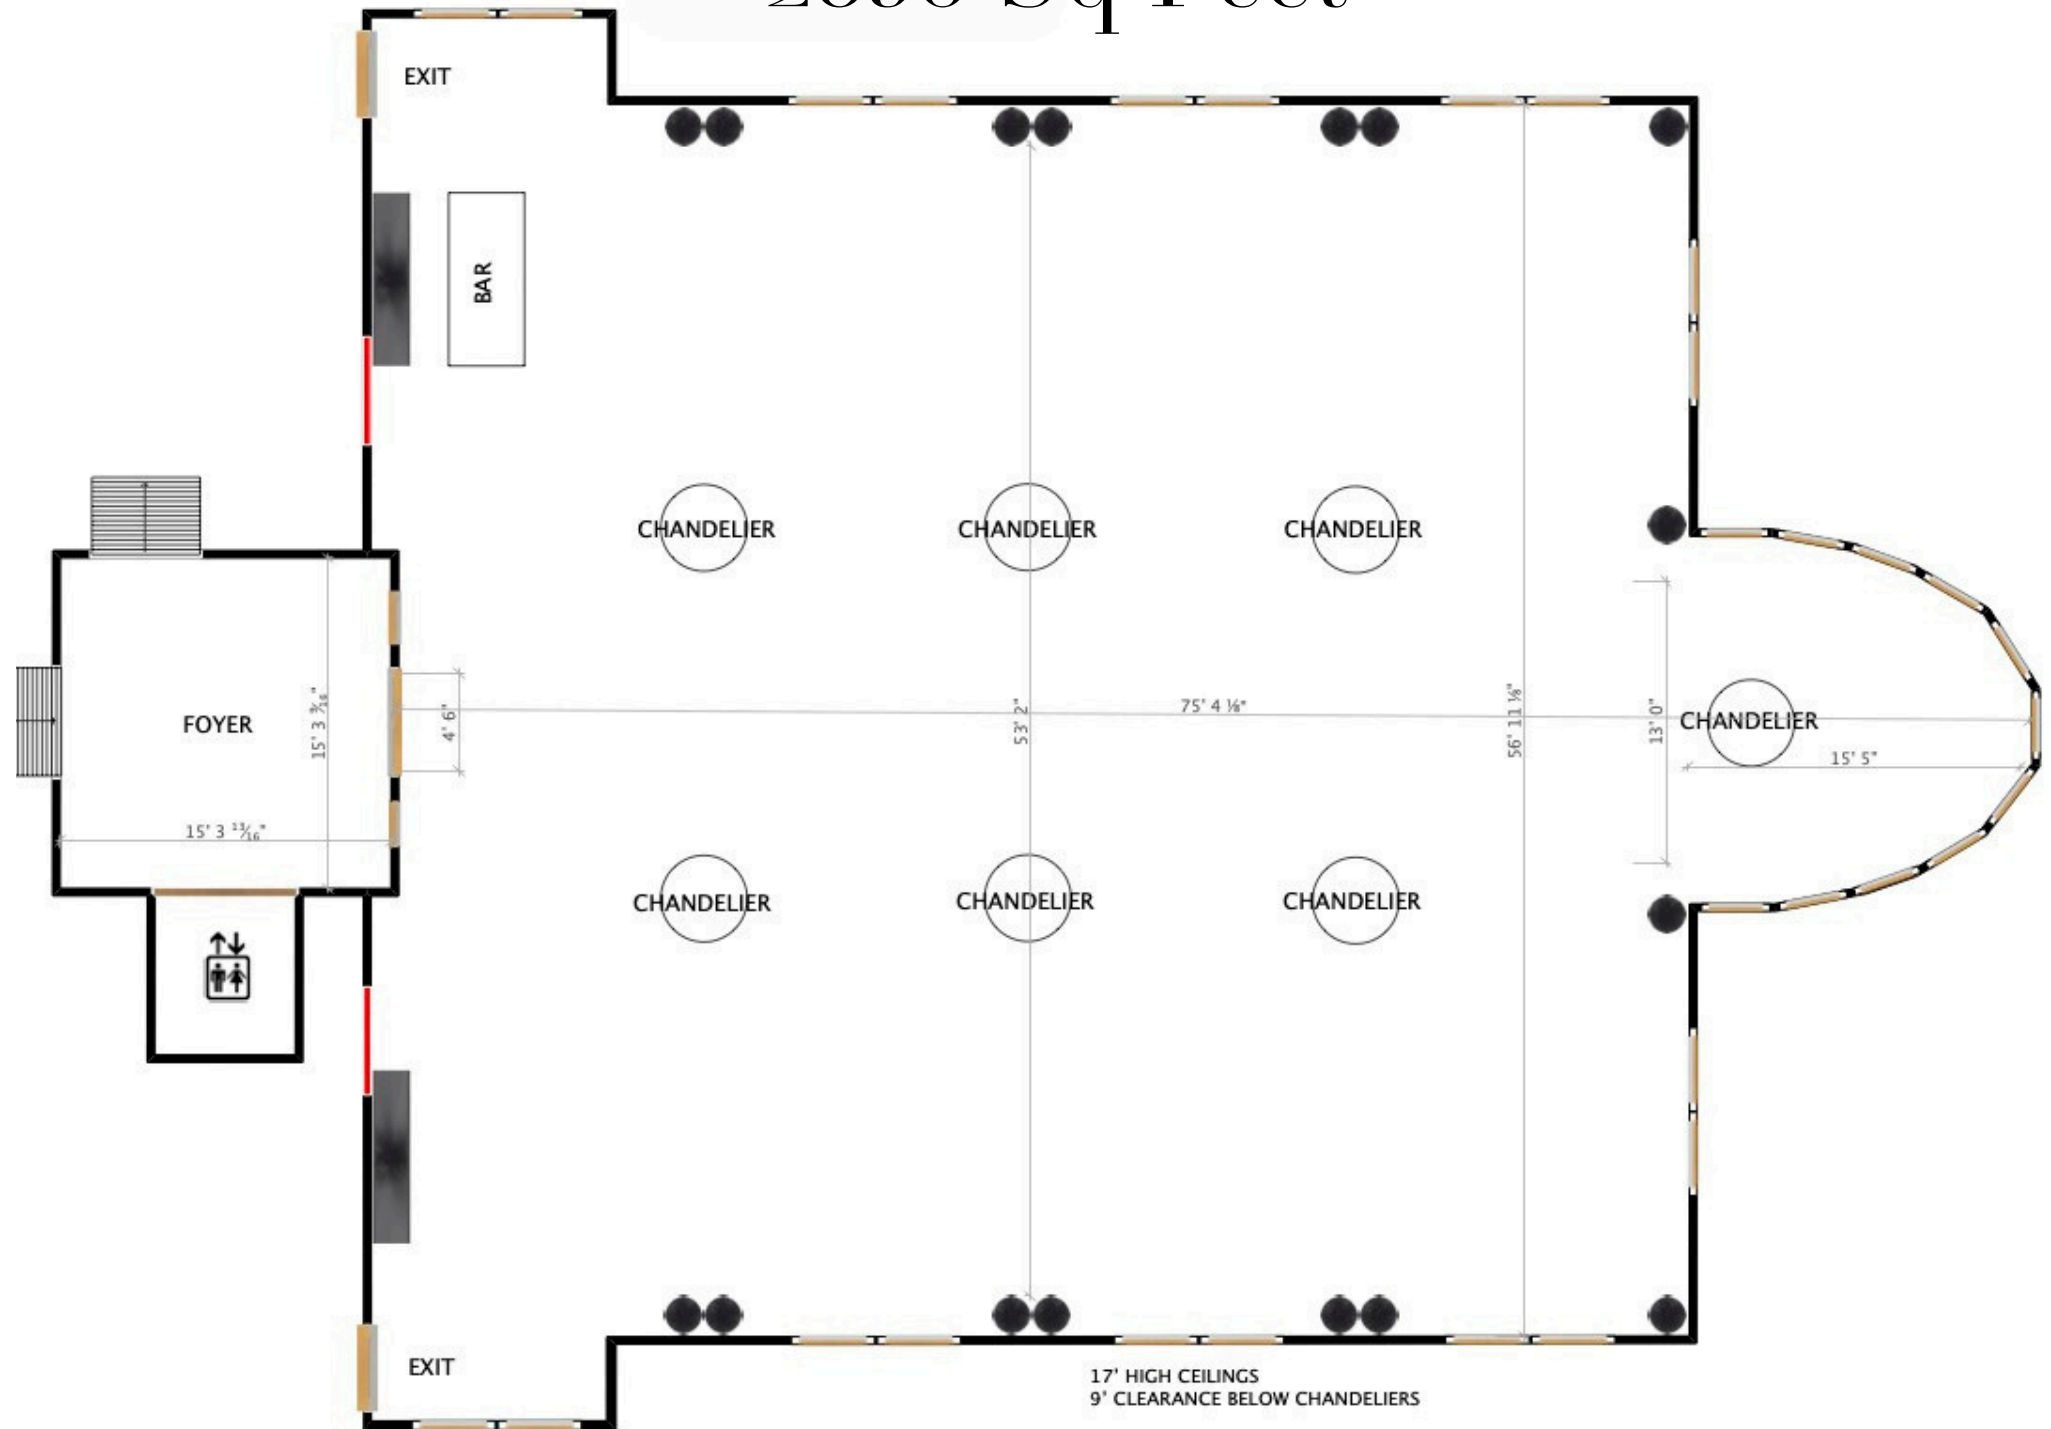 Sq Feet
EXIT
BAR
CHANDELIER
CHANDELIER
CHANDELIER
FOYER
15' 3 ³⁄₁₆"
4' 6"
53' 2"
75' 4 ⅛"
56' 11 ⅛"
13' 0"
CHANDELIER
15' 5"
15' 3 ¹³⁄₁₆"
CHANDELIER
CHANDELIER
CHANDELIER
EXIT
17' HIGH CEILINGS
9' CLEARANCE BELOW CHANDELIERS